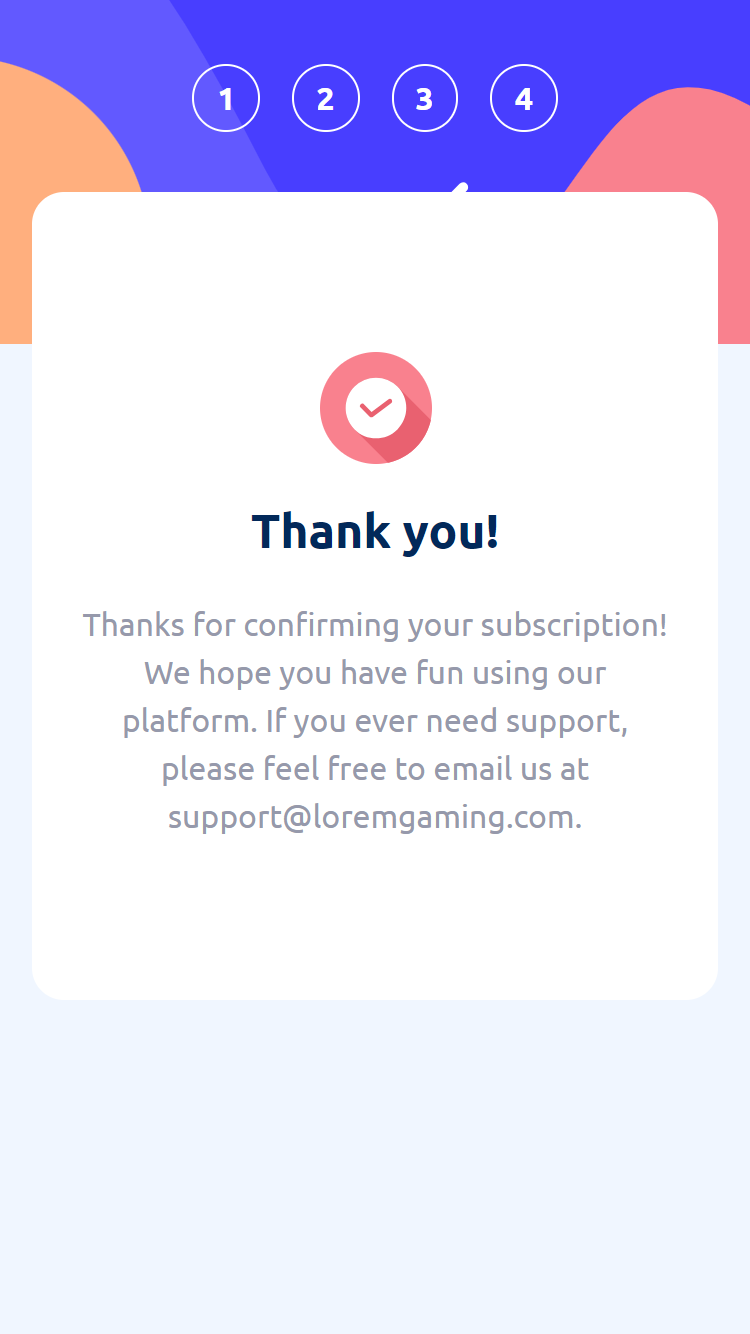 1 2 3 4
Thank you!
Thanks for confirming your subscription!
We hope you have fun using our
platform. If you ever need support,
please feel free to email us at
support@loremgaming.com.